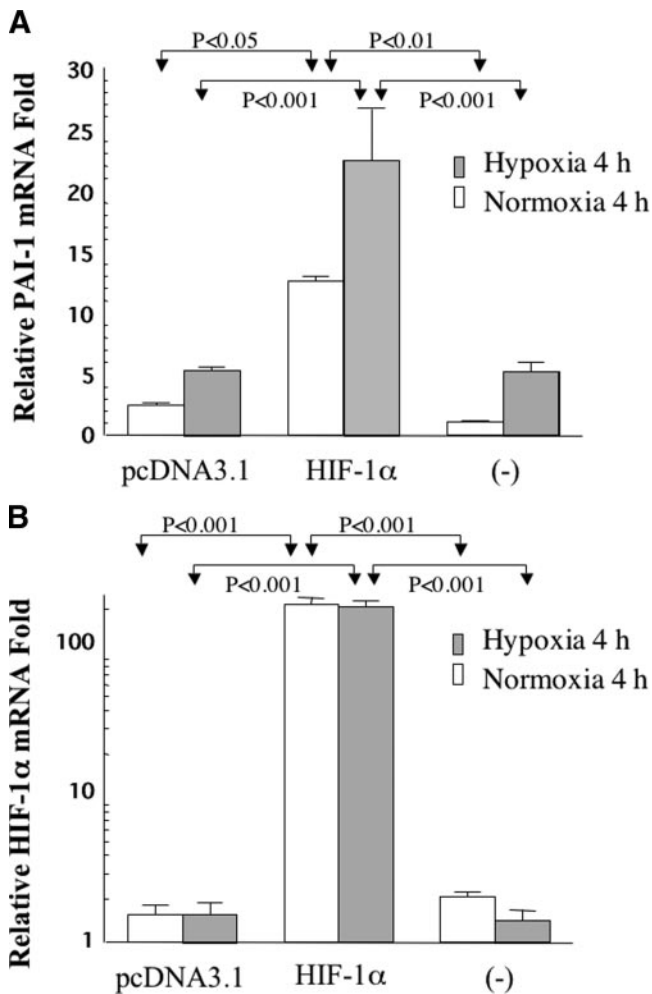 A
P<0.05 P<0.01
P<0.001 P<0.001
Relative PAI-1 mRNA Fold
30
25
20
15
10
5
0
Hypoxia 4 h
Normoxia 4 h
pcDNA3.1 HIF-1α (-)
B
P<0.001 P<0.001
P<0.001 P<0.001
Relative HIF-1α mRNA Fold
100
10
1
Hypoxia 4 h
Normoxia 4 h
pcDNA3.1 HIF-1α (-)